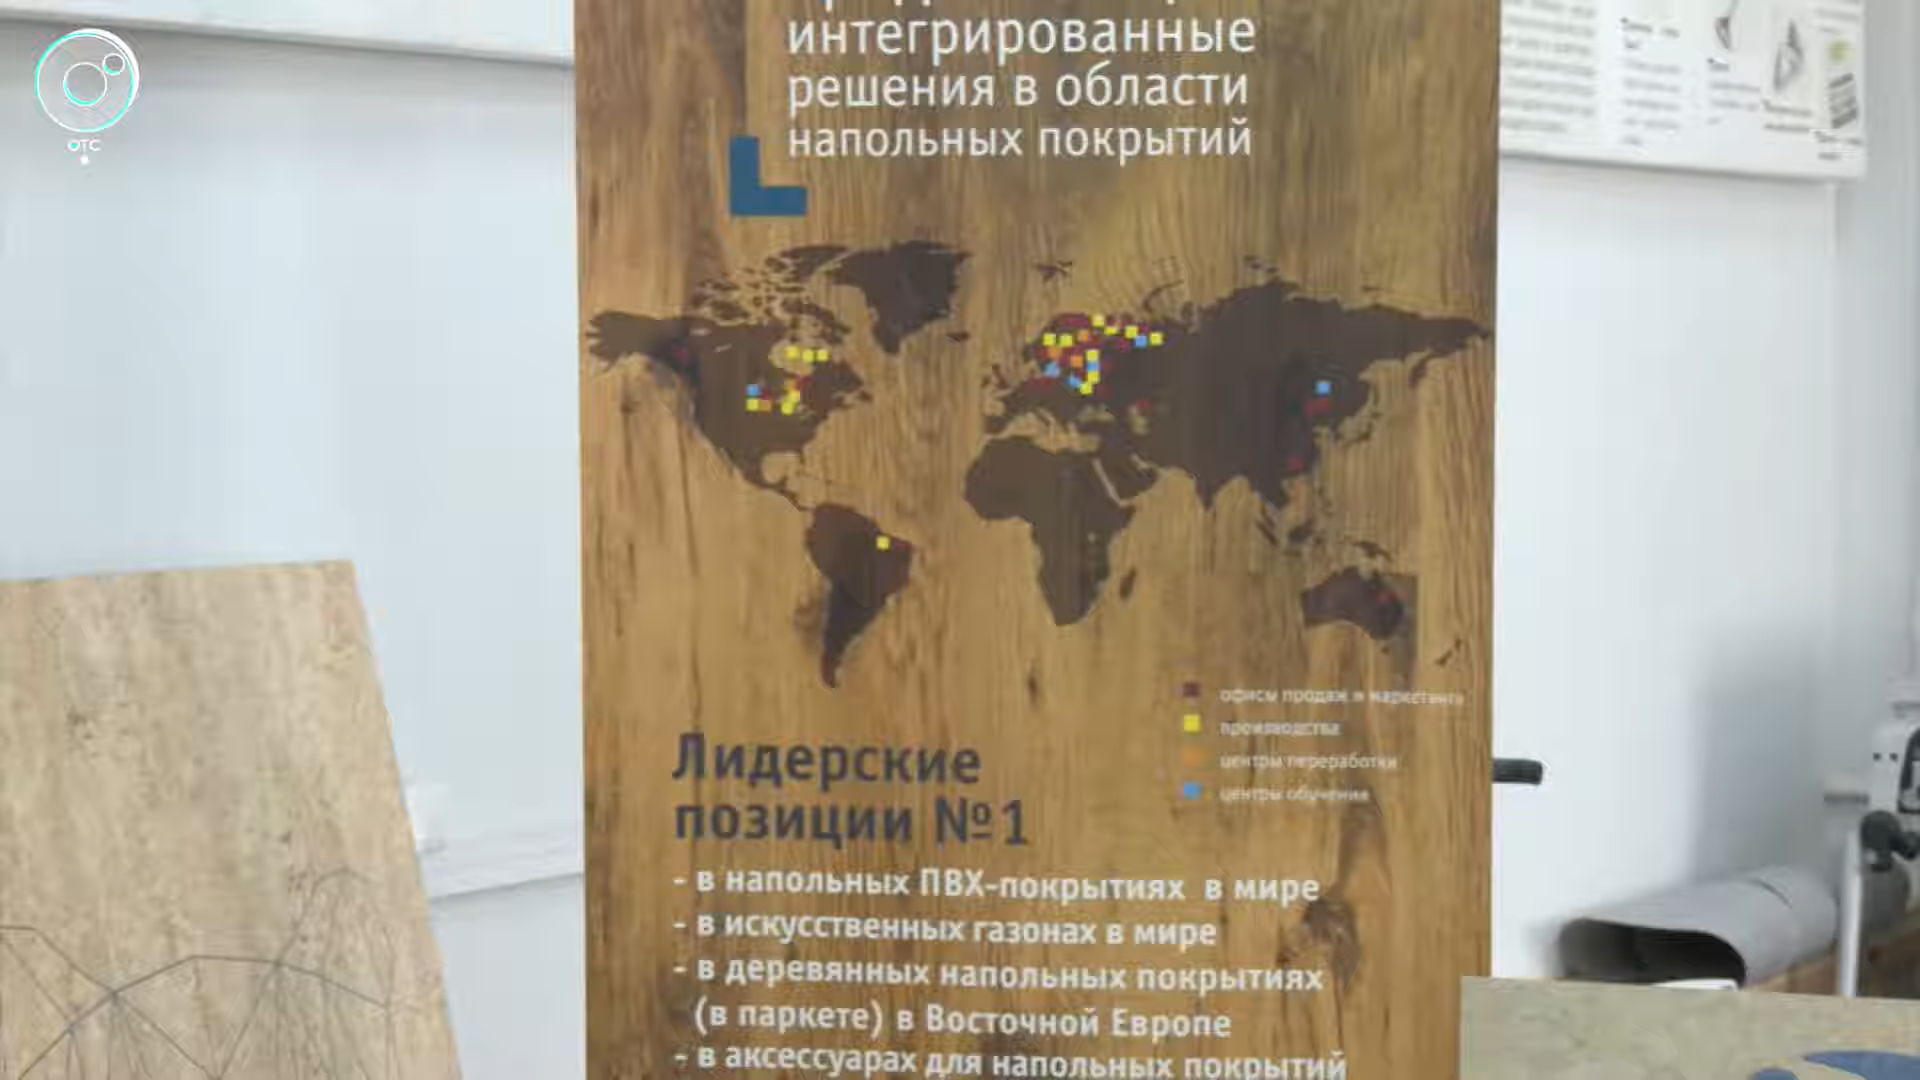 ОТС
интегрированные
решения в области
напольных покрытий
офисы продаж и маркетинга
производства
центры переработки
центры обучения
Лидерские
позиции №1
- в напольных ПВХ-покрытиях в мире
- в искусственных газонах в мире
- в деревянных напольных покрытиях
(в паркете) в Восточной Европе
- в аксессуарах для напольных покрытий